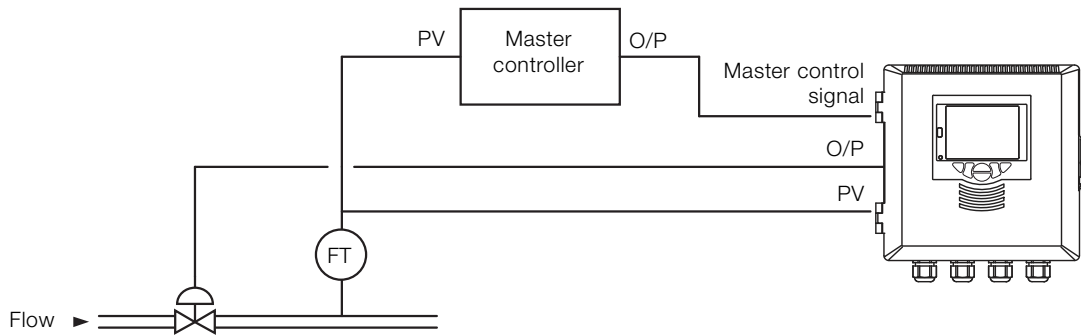 PV
Master
controller
O/P
Master control
signal
O/P
PV
FT
Flow